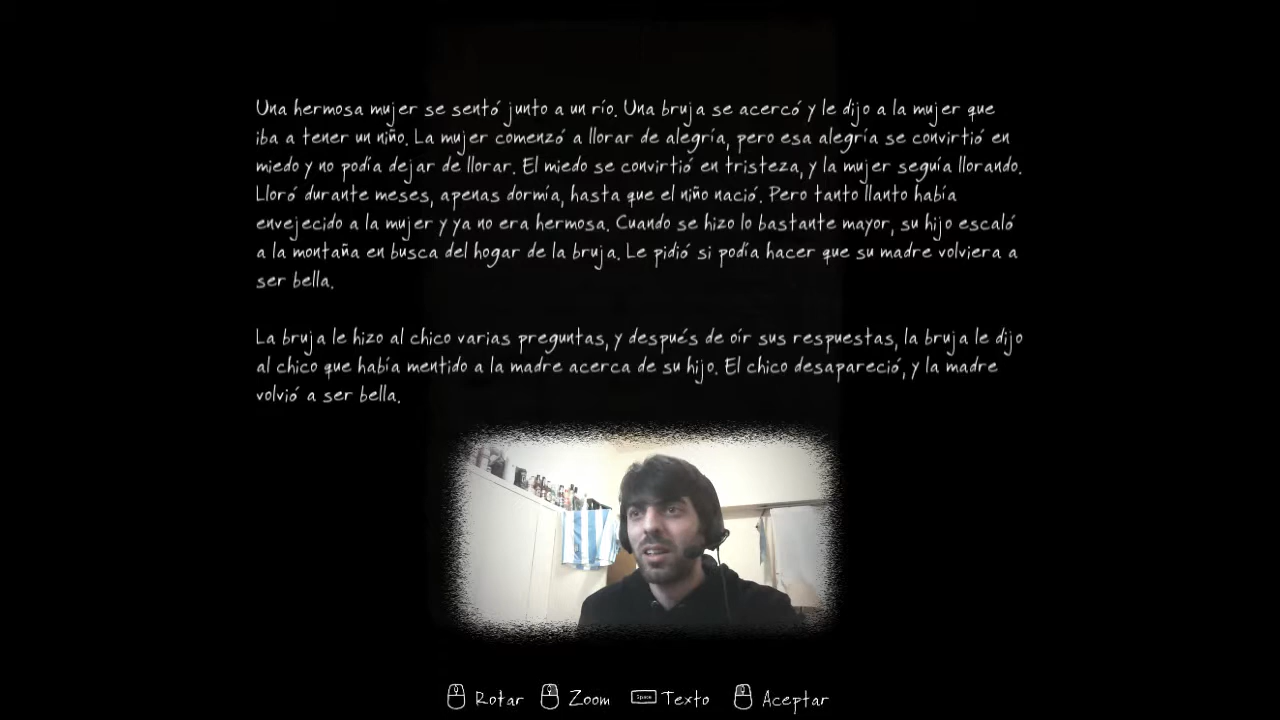 Una hermosa mujer se sentó junto a un río. Una bruja se acercó y le dijo a la mujer que
iba a tener un niño. La mujer comenzó a llorar de alegría, pero esa alegría se convirtió en
miedo y no podía dejar de llorar. El miedo se convirtió en tristeza, y la mujer seguía llorando.
Lloró durante meses, apenas dormía, hasta que el niño nació. Pero tanto llanto había
envejecido a la mujer y ya no era hermosa. Cuando se hizo lo bastante mayor, su hijo escaló
a la montaña en busca del hogar de la bruja. Le pidió si podía hacer que su madre volviera a
ser bella.
La bruja le hizo al chico varias preguntas, y después de oír sus respuestas, la bruja le dijo
al chico que había mentido a la madre acerca de su hijo. El chico desapareció, y la madre
volvió a ser bella.
Rotar Zoom Space Texto Aceptar